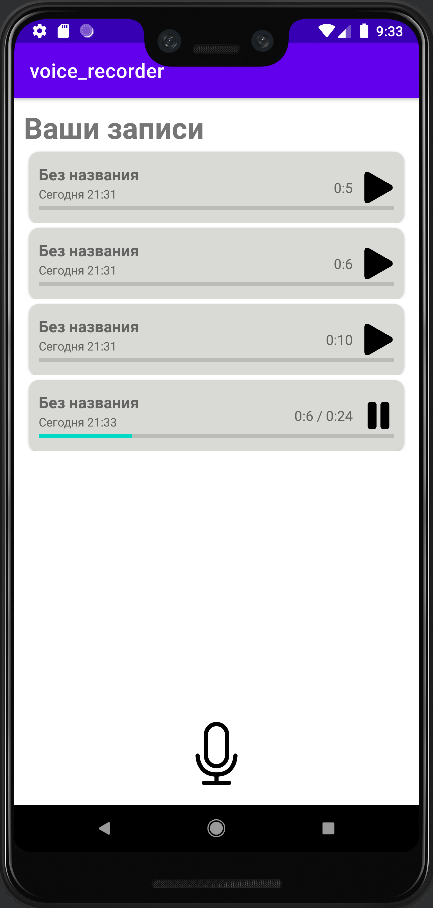 9:33
voice_recorder
Ваши записи
Без названия
Сегодня 21:31
0:5
Без названия
Сегодня 21:31
0:6
Без названия
Сегодня 21:31
0:10
Без названия
Сегодня 21:33
0:6 / 0:24